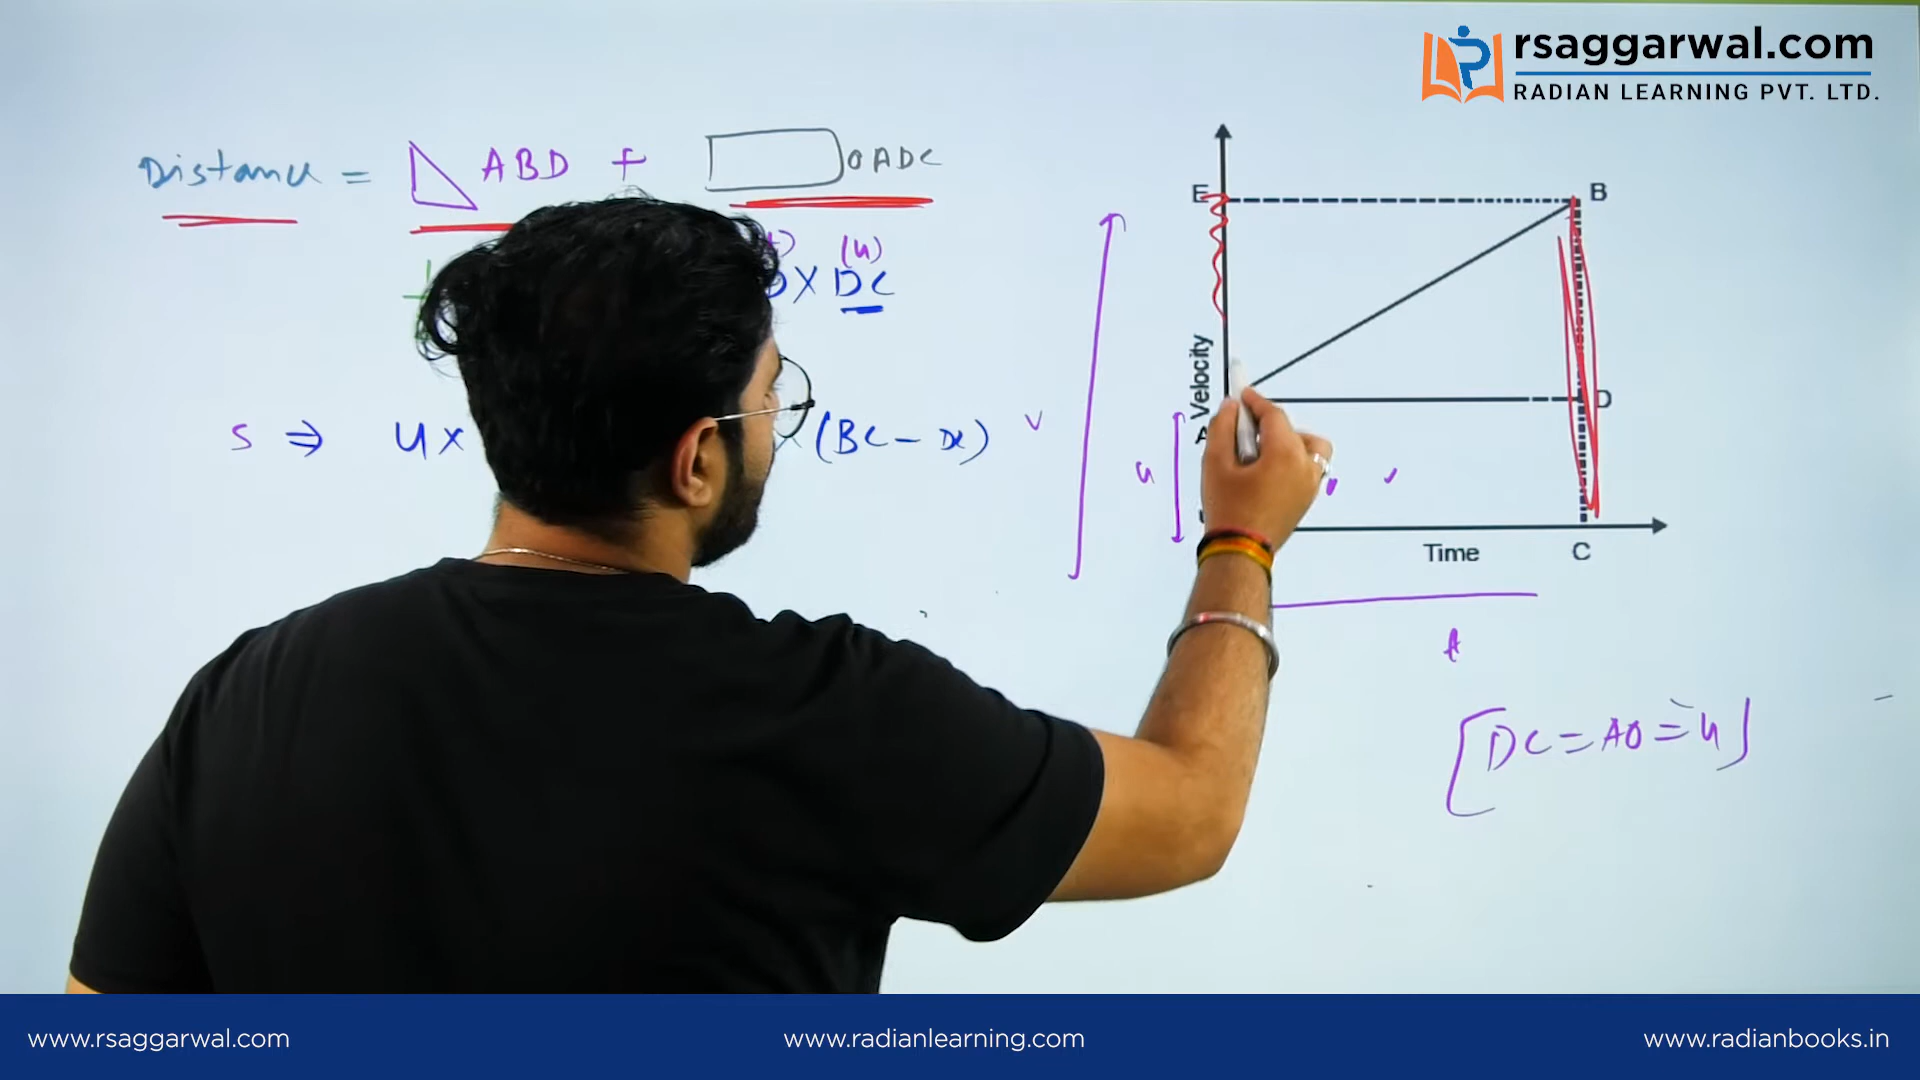 rsaggarwal.com
RADIAN LEARNING PVT. LTD.
Distance = ABD + OADC
(u)
× DC
S ⇒ u×
(BC - DC)
v
E
B
Velocity
D
A
u
Time
C
t
[DC = AO = u]
www.rsaggarwal.com
www.radianlearning.com
www.radianbooks.in